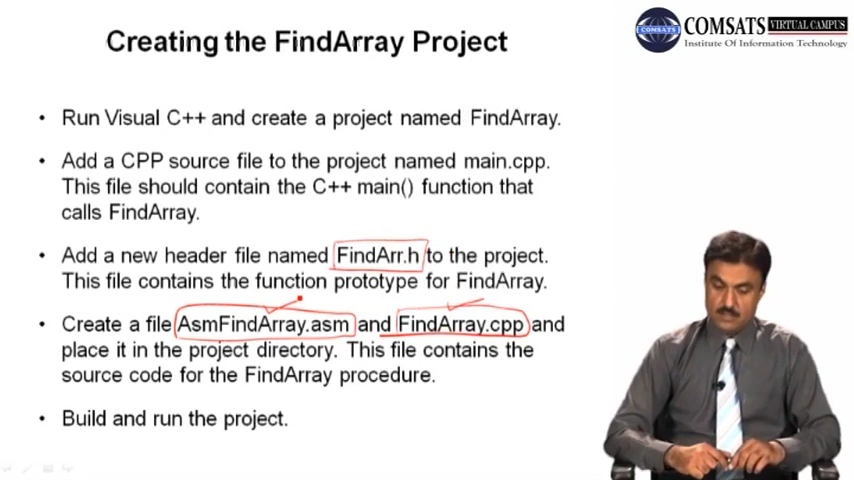 Creating the FindArray Project
COMSATS VIRTUAL CAMPUS
COMSATS
Institute Of Information Technology
• Run Visual C++ and create a project named FindArray.
• Add a CPP source file to the project named main.cpp.
This file should contain the C++ main() function that
calls FindArray.
• Add a new header file named FindArr.h to the project.
This file contains the function prototype for FindArray.
• Create a file AsmFindArray.asm and FindArray.cpp and
place it in the project directory. This file contains the
source code for the FindArray procedure.
• Build and run the project.